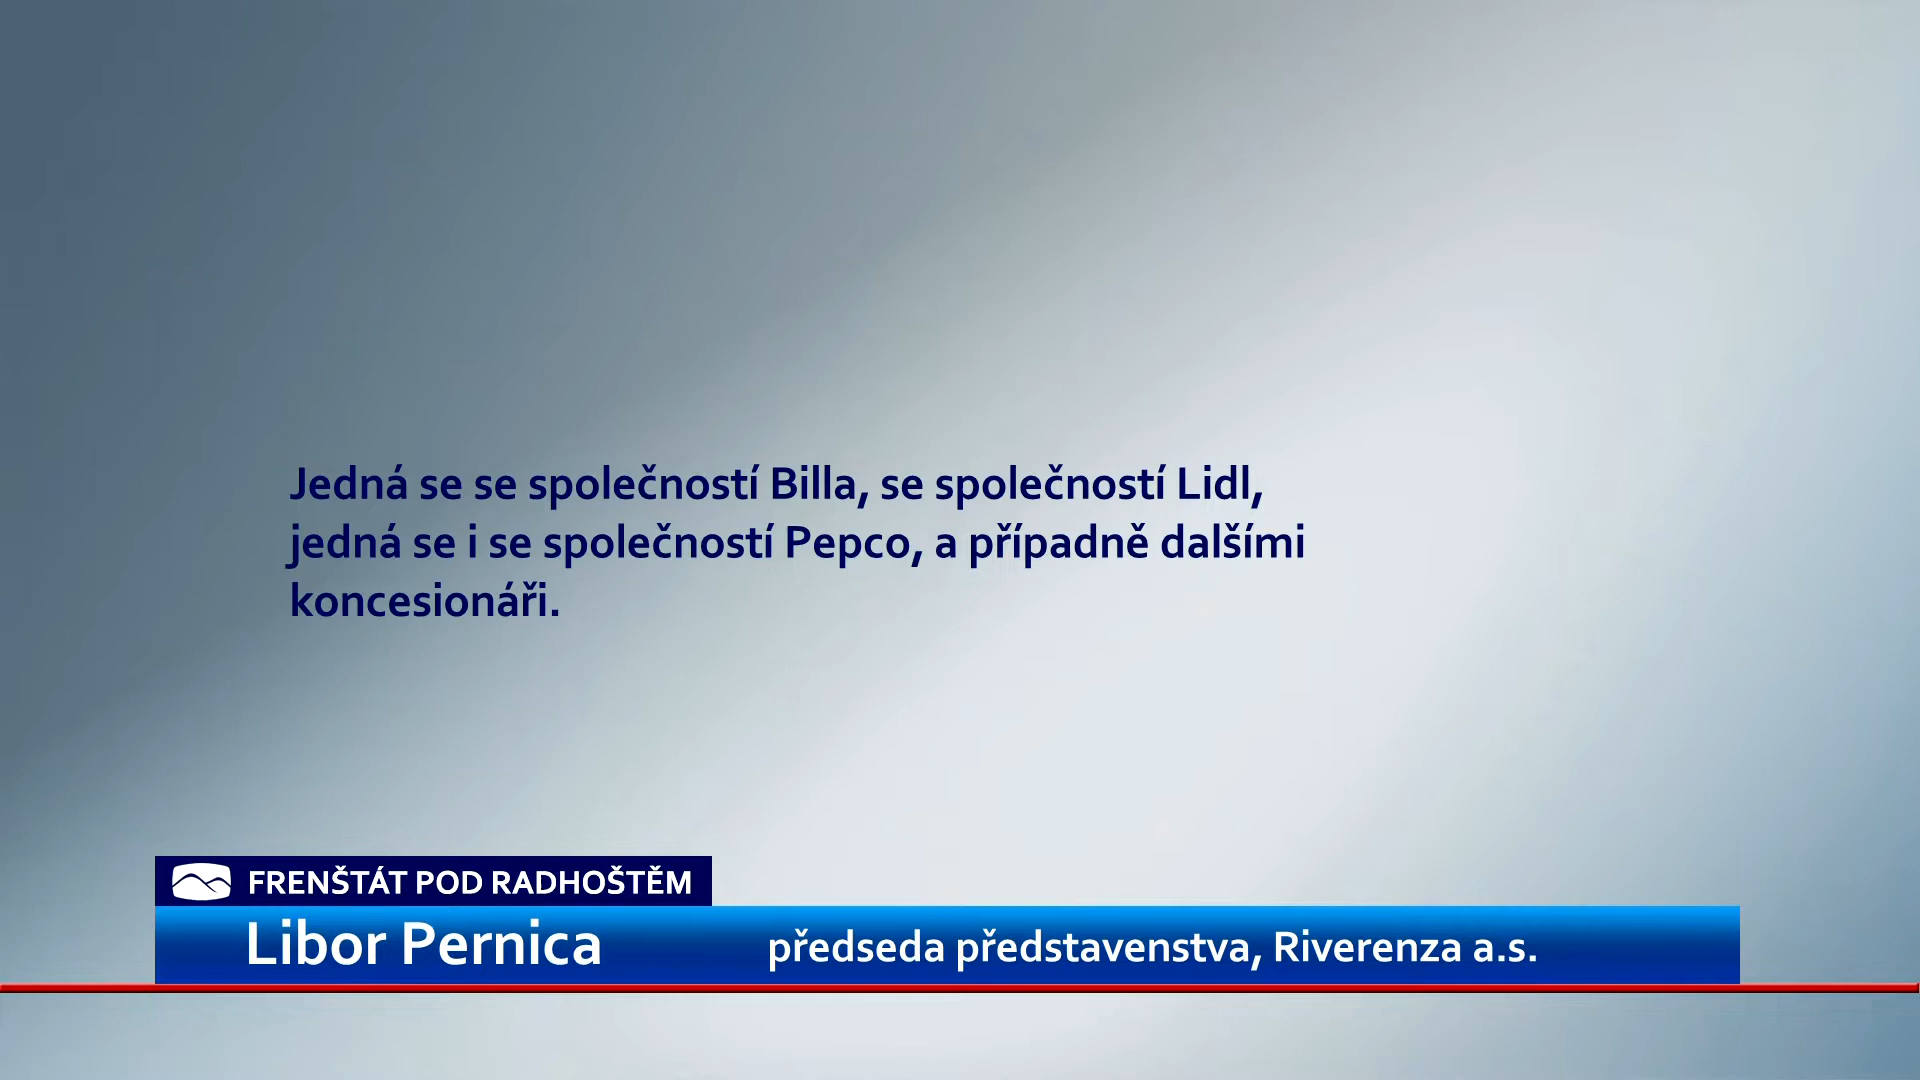 Jedná se se společností Billa, se společností Lidl,
jedná se i se společností Pepco, a případně dalšími
koncesionáři.
FRENŠTÁT POD RADHOŠTĚM
Libor Pernica předseda představenstva, Riverenza a.s.